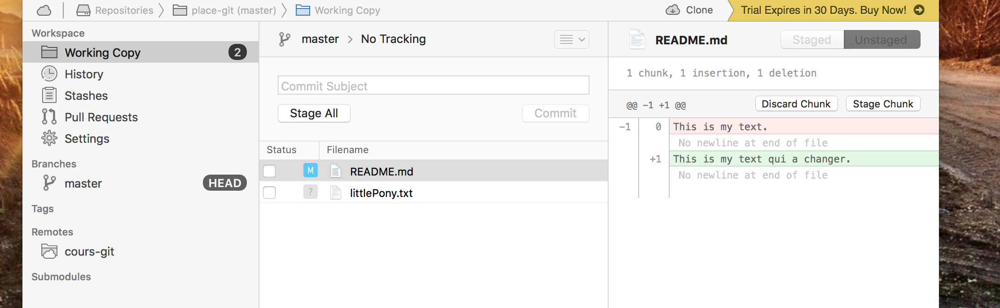 Repositories
place-git (master)
Working Copy
Clone
Trial Expires in 30 Days. Buy Now!
Workspace
Working Copy 2
History
Stashes
Pull Requests
Settings
Branches
master HEAD
Tags
Remotes
cours-git
Submodules
master > No Tracking
Commit Subject
Stage All Commit
Status Filename
M README.md
? littlePony.txt
README.md Staged Unstaged
1 chunk, 1 insertion, 1 deletion
@@ -1 +1 @@ Discard Chunk Stage Chunk
-1 0 This is my text.
No newline at end of file
+1 This is my text qui a changer.
No newline at end of file